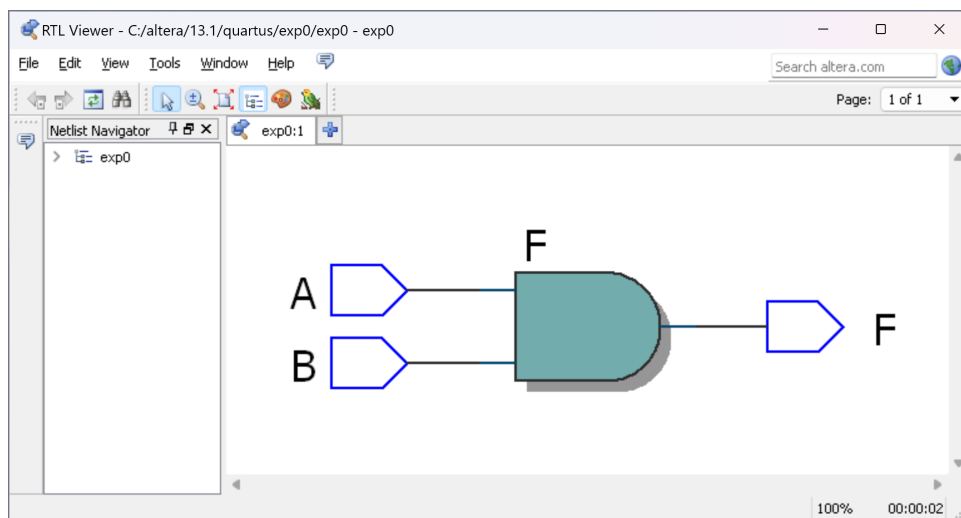 RTL Viewer - C:/altera/13.1/quartus/exp0/exp0 - exp0
File Edit View Tools Window Help
Search altera.com
Page: 1 of 1
Netlist Navigator
exp0:1
exp0
F
A
F
B
100% 00:00:02